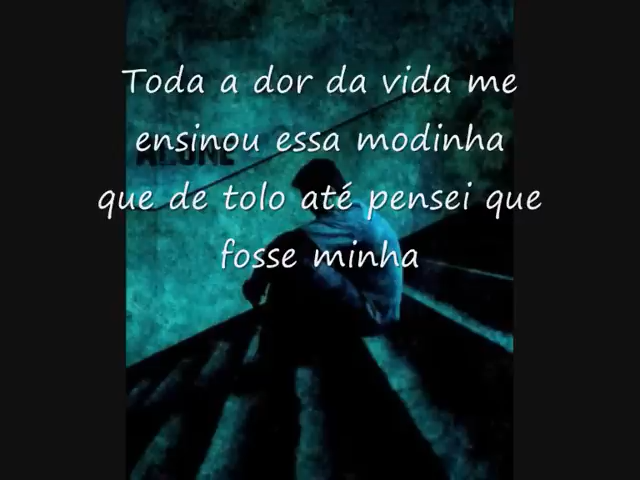 Toda a dor da vida me
ALONE
ensinou essa modinha
que de tolo até pensei que
fosse minha